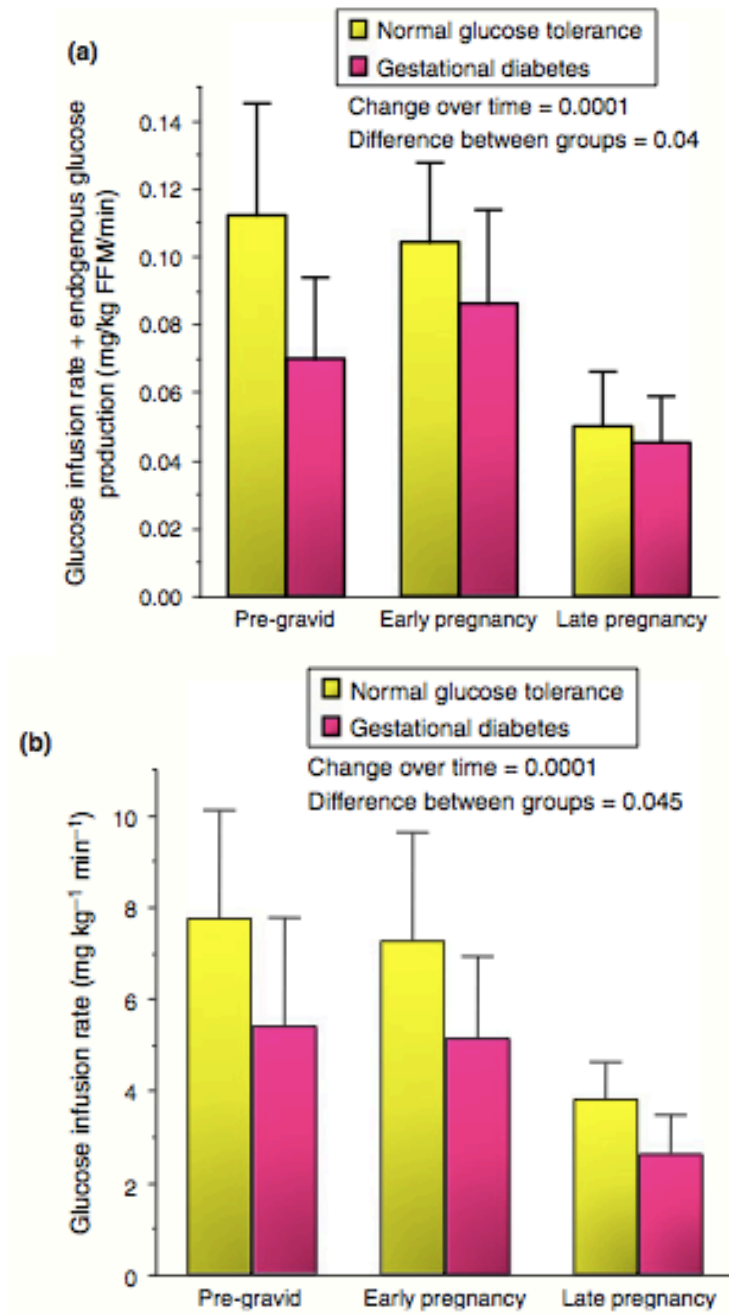 (a)
Normal glucose tolerance
Gestational diabetes
Change over time = 0.0001
Difference between groups = 0.04
Glucose infusion rate + endogenous glucose
production (mg/kg FFM/min)
0.14
0.12
0.10
0.08
0.06
0.04
0.02
0.00
Pre-gravid Early pregnancy Late pregnancy
(b)
Normal glucose tolerance
Gestational diabetes
Change over time = 0.0001
Difference between groups = 0.045
Glucose infusion rate (mg kg⁻¹ min⁻¹)
10
8
6
4
2
0
Pre-gravid Early pregnancy Late pregnancy